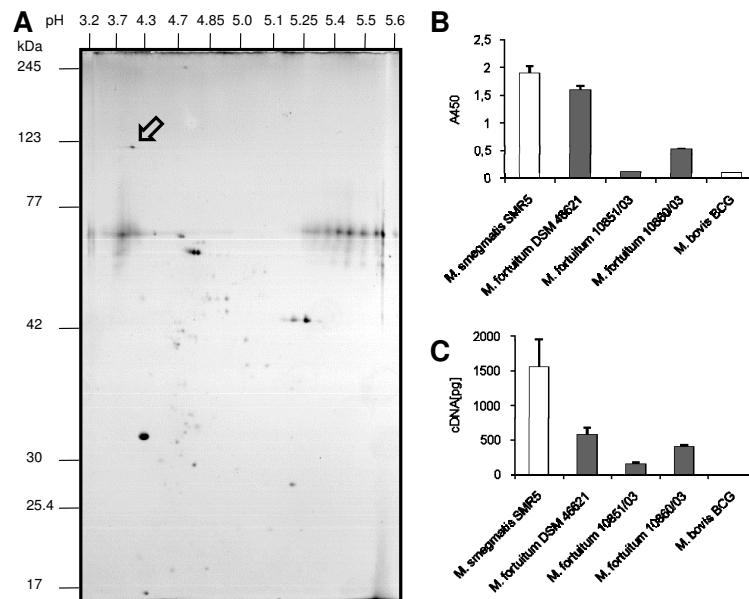 A
pH 3.2 3.7 4.3 4.7 4.85 5.0 5.1 5.25 5.4 5.5 5.6
kDa
245
123
77
42
30
25.4
17
B
A450
2,5
2
1,5
1
0,5
0
M. smegmatis SMR5
M. fortuitum DSM 46621
M. fortuitum 10851/03
M. fortuitum 10860/03
M. bovis BCG
C
cDNA[pg]
2000
1500
1000
500
0
M. smegmatis SMR5
M. fortuitum DSM 46621
M. fortuitum 10851/03
M. fortuitum 10860/03
M. bovis BCG